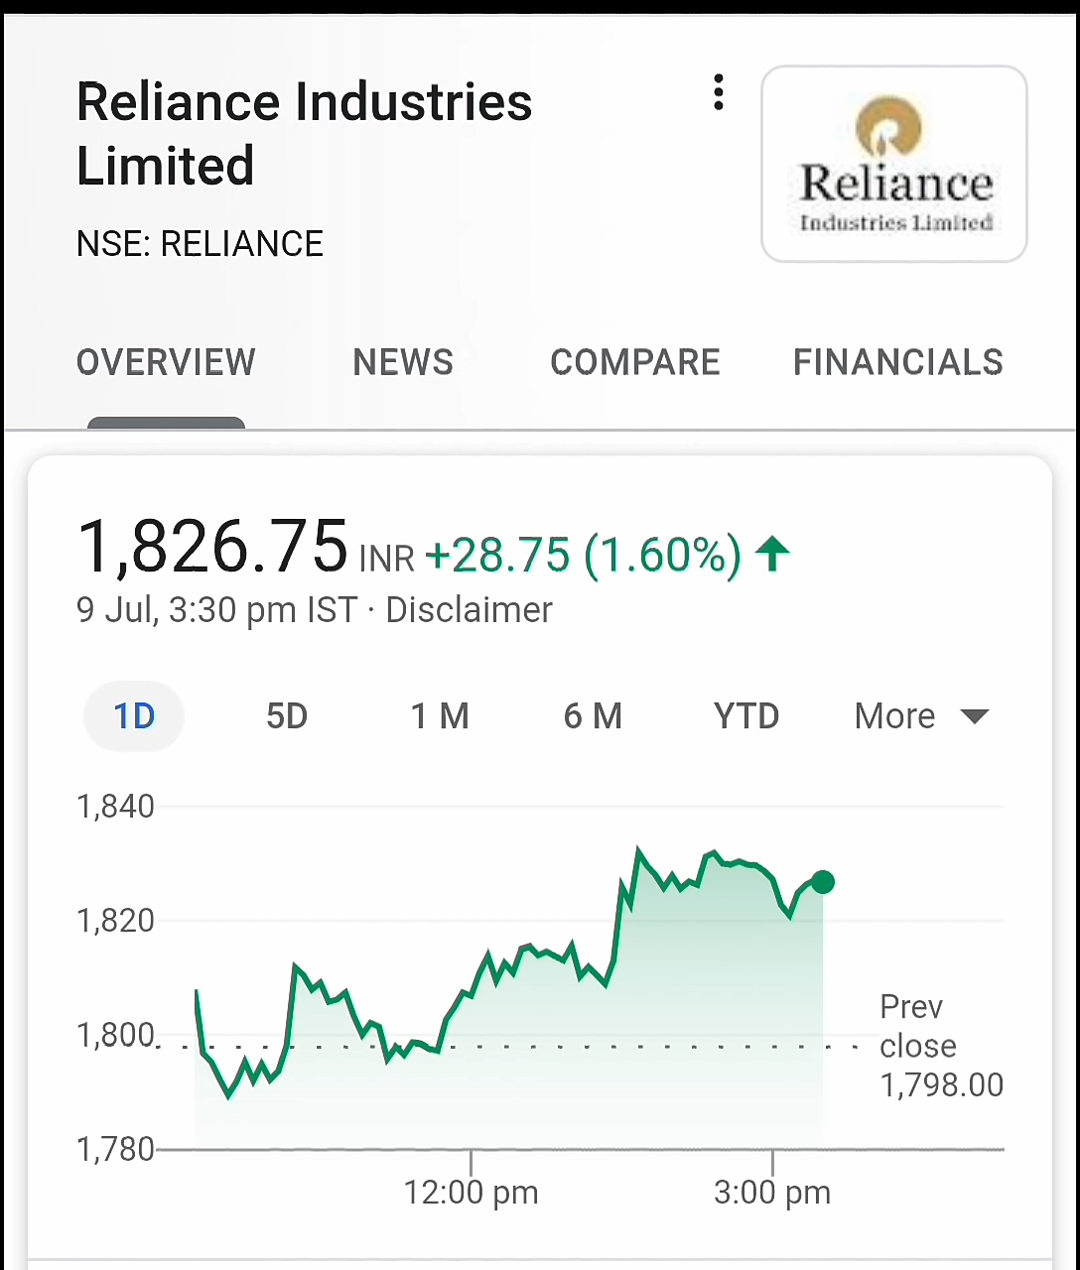 Reliance Industries
Limited
NSE: RELIANCE
Reliance
Industries Limited
OVERVIEW NEWS COMPARE FINANCIALS
1,826.75 INR +28.75 (1.60%)
9 Jul, 3:30 pm IST · Disclaimer
1D 5D 1 M 6 M YTD More
1,840
1,820
1,800
1,780
Prev
close
1,798.00
12:00 pm 3:00 pm